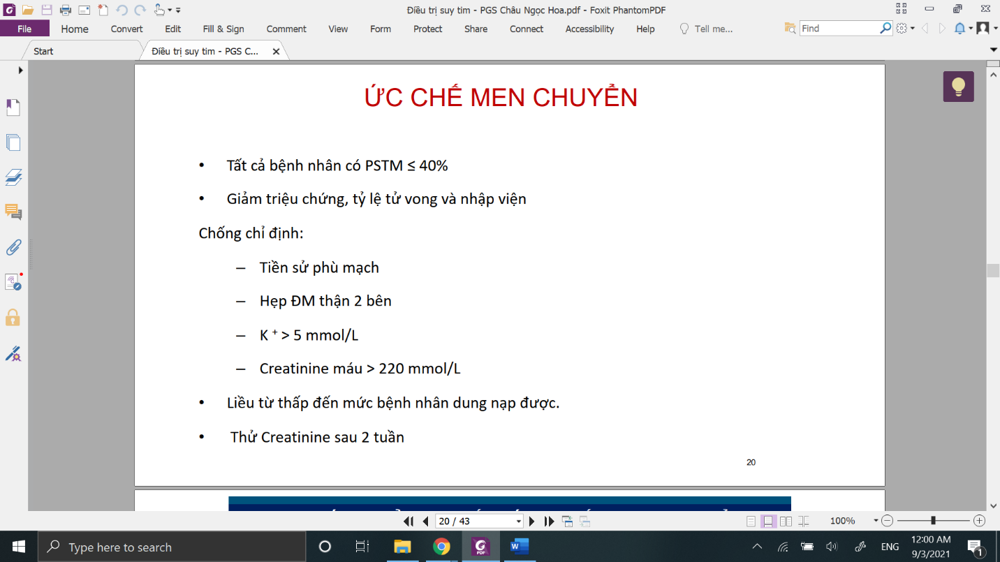 Điều trị suy tim - PGS Châu Ngọc Hoa.pdf - Foxit PhantomPDF
File Home Convert Edit Fill & Sign Comment View Form Protect Share Connect Accessibility Help Tell me... Find
Start Điều trị suy tim - PGS C...
ỨC CHẾ MEN CHUYỂN
• Tất cả bệnh nhân có PSTM ≤ 40%
• Giảm triệu chứng, tỷ lệ tử vong và nhập viện
Chống chỉ định:
– Tiền sử phù mạch
– Hẹp ĐM thận 2 bên
– K + > 5 mmol/L
– Creatinine máu > 220 mmol/L
• Liều từ thấp đến mức bệnh nhân dung nạp được.
• Thử Creatinine sau 2 tuần
20
20 / 43 100%
Type here to search ENG 12:00 AM
9/3/2021 1